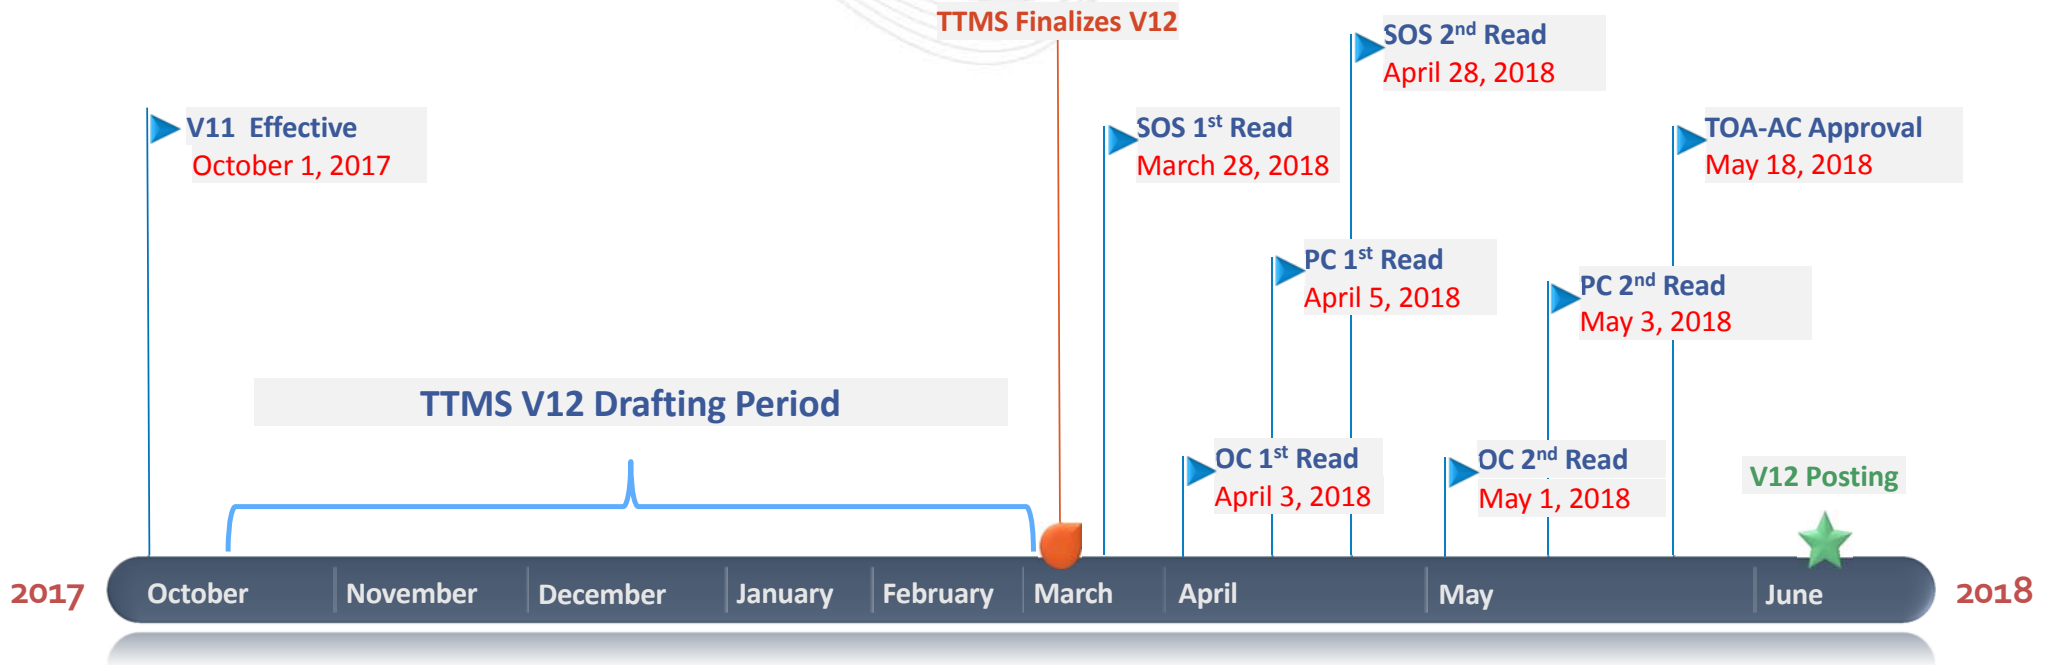 TTMS Finalizes V12
SOS 2nd Read
April 28, 2018
V11 Effective
October 1, 2017
SOS 1st Read
March 28, 2018
TOA-AC Approval
May 18, 2018
PC 1st Read
April 5, 2018
PC 2nd Read
May 3, 2018
TTMS V12 Drafting Period
OC 1st Read
April 3, 2018
OC 2nd Read
May 1, 2018
V12 Posting
2017
October
November
December
January
February
March
April
May
June
2018